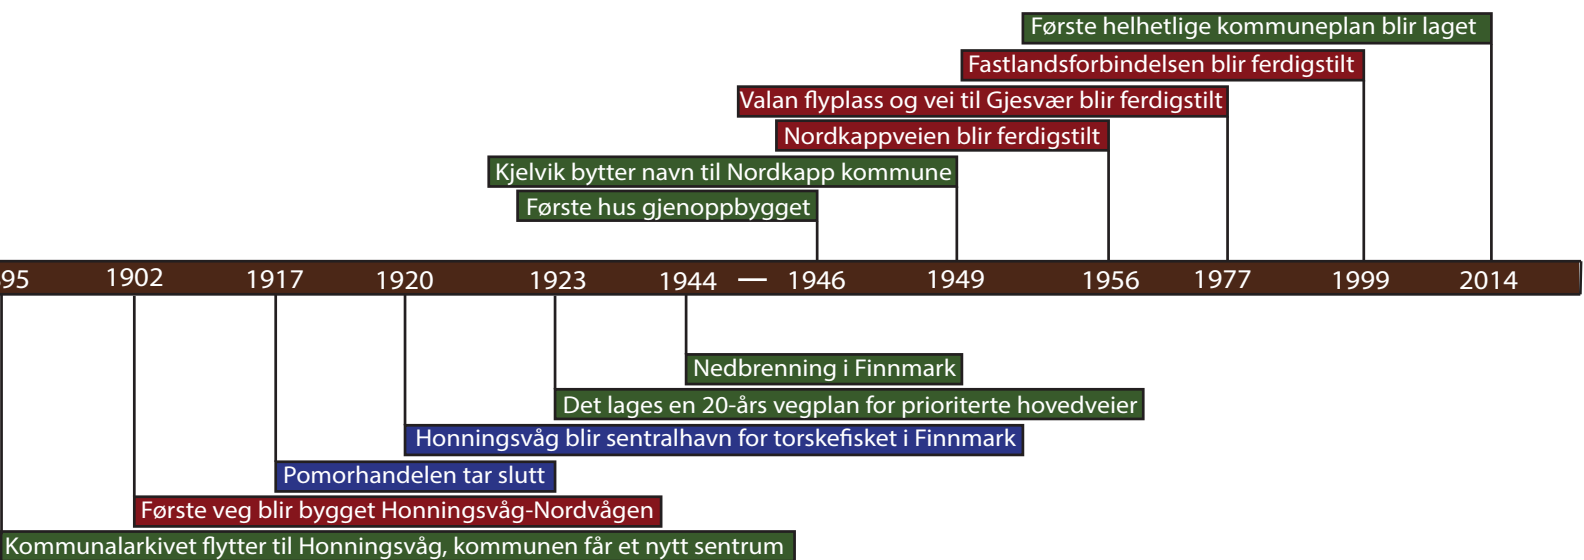 Første helhetlige kommuneplan blir laget
Fastlandsforbindelsen blir ferdigstilt
Valan flyplass og vei til Gjesvær blir ferdigstilt
Nordkappveien blir ferdigstilt
Kjelvik bytter navn til Nordkapp kommune
Første hus gjenoppbygget
95 1902 1917 1920 1923 1944 — 1946 1949 1956 1977 1999 2014
Nedbrenning i Finnmark
Det lages en 20-års vegplan for prioriterte hovedveier
Honningsvåg blir sentralhavn for torskefisket i Finnmark
Pomorhandelen tar slutt
Første veg blir bygget Honningsvåg-Nordvågen
Kommunalarkivet flytter til Honningsvåg, kommunen får et nytt sentrum